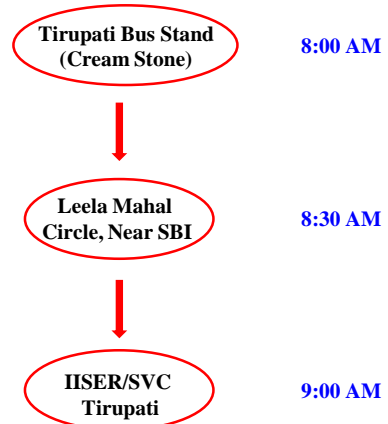 Tirupati Bus Stand
(Cream Stone)
8:00 AM
Leela Mahal
Circle, Near SBI
8:30 AM
IISER/SVC
Tirupati
9:00 AM